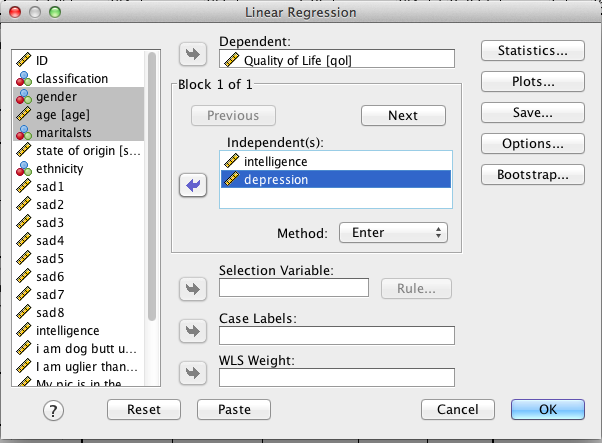 Linear Regression
ID
classification
gender
age [age]
maritalsts
state of origin [s...
ethnicity
sad1
sad2
sad3
sad4
sad5
sad6
sad7
sad8
intelligence
i am dog butt u...
I am uglier than...
My pic is in the
Dependent:
Quality of Life [qol]
Block 1 of 1
Previous
Next
Independent(s):
intelligence
depression
Method:
Enter
Selection Variable:
Rule...
Case Labels:
WLS Weight:
Statistics...
Plots...
Save...
Options...
Bootstrap...
?
Reset
Paste
Cancel
OK